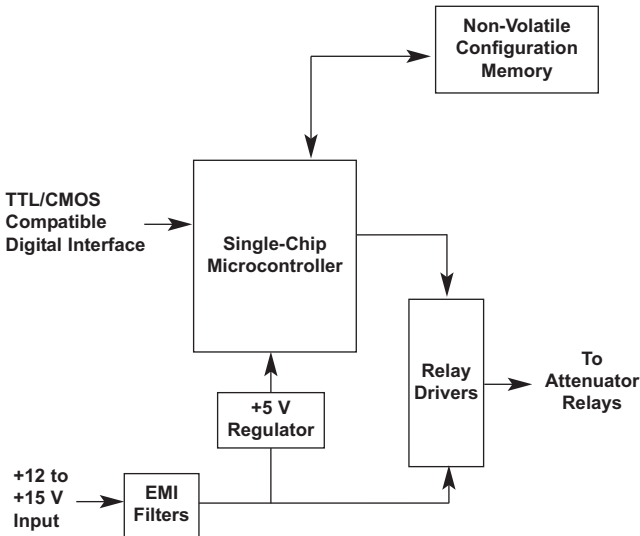 Non-Volatile
Configuration
Memory
TTL/CMOS
Compatible
Digital Interface
Single-Chip
Microcontroller
Relay
Drivers
To
Attenuator
Relays
+5 V
Regulator
+12 to
+15 V
Input
EMI
Filters